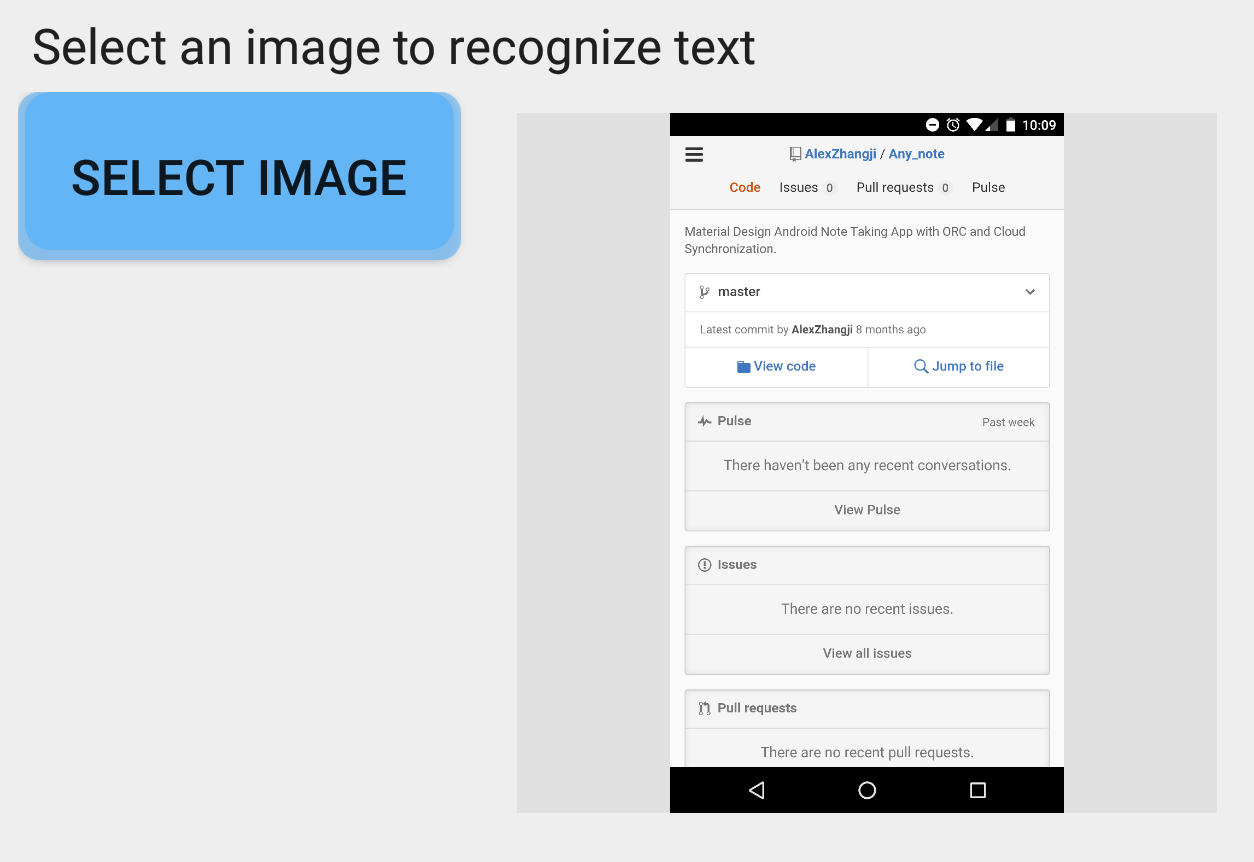 Select an image to recognize text
SELECT IMAGE
10:09
AlexZhangji / Any_note
Code Issues 0 Pull requests 0 Pulse
Material Design Android Note Taking App with ORC and Cloud
Synchronization.
master
Latest commit by AlexZhangji 8 months ago
View code Jump to file
Pulse Past week
There haven't been any recent conversations.
View Pulse
Issues
There are no recent issues.
View all issues
Pull requests
There are no recent pull requests.